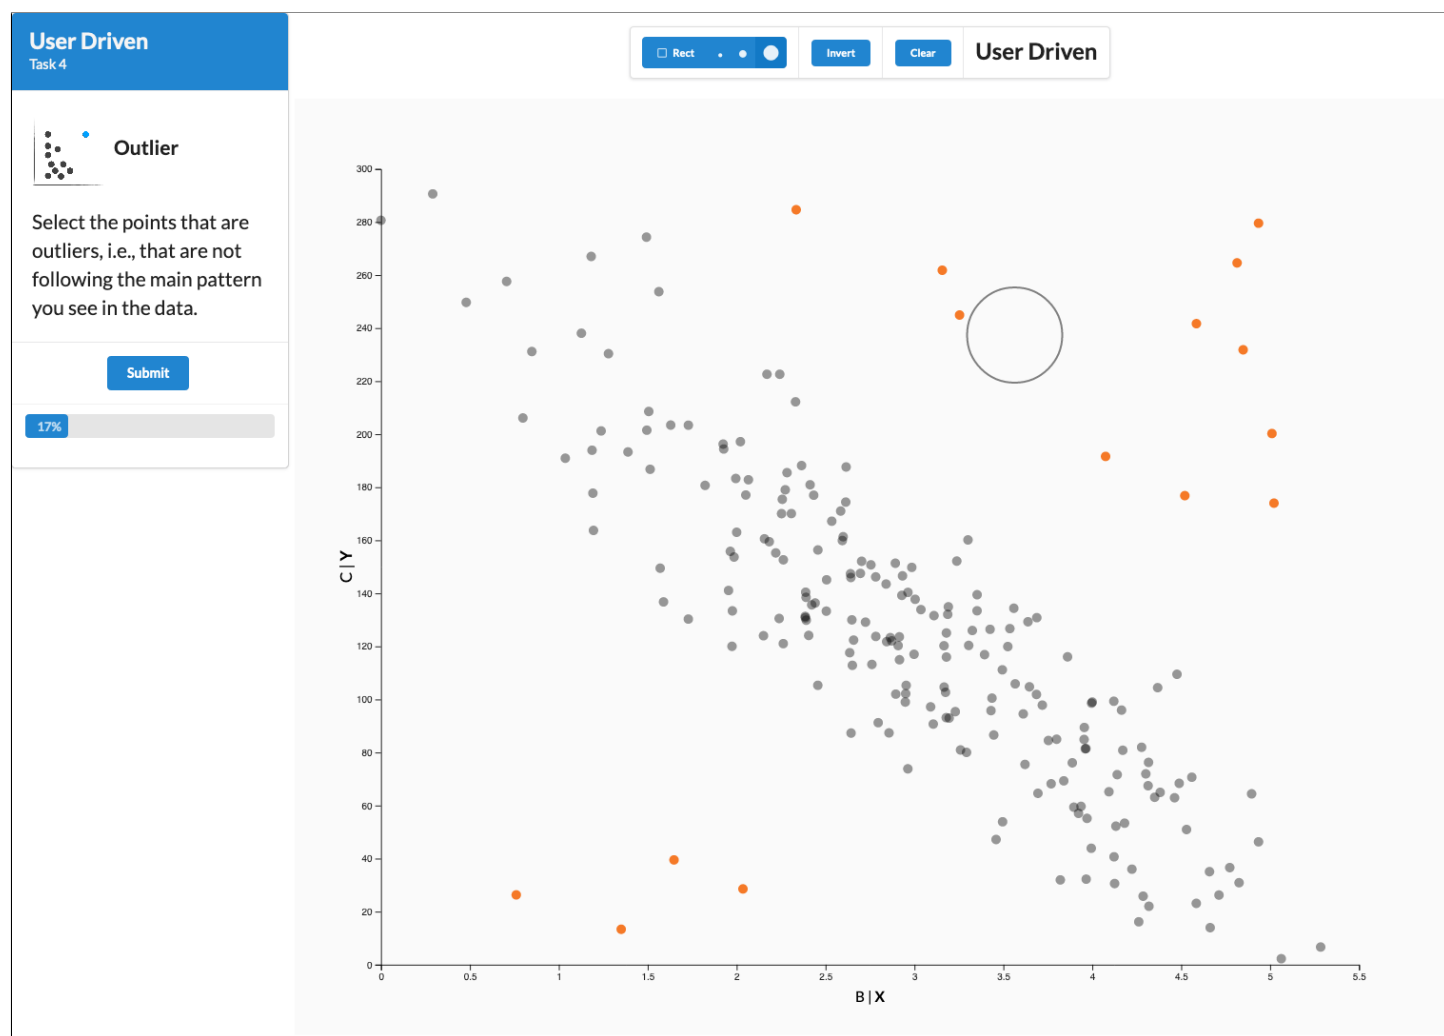 User Driven
Task 4
Outlier
Select the points that are
outliers, i.e., that are not
following the main pattern
you see in the data.
Submit
17%
Rect
Invert
Clear
User Driven
300
280
260
240
220
200
180
160
140
120
100
80
60
40
20
0
C|Y
0
0.5
1
1.5
2
2.5
3
3.5
4
4.5
5
5.5
B|X